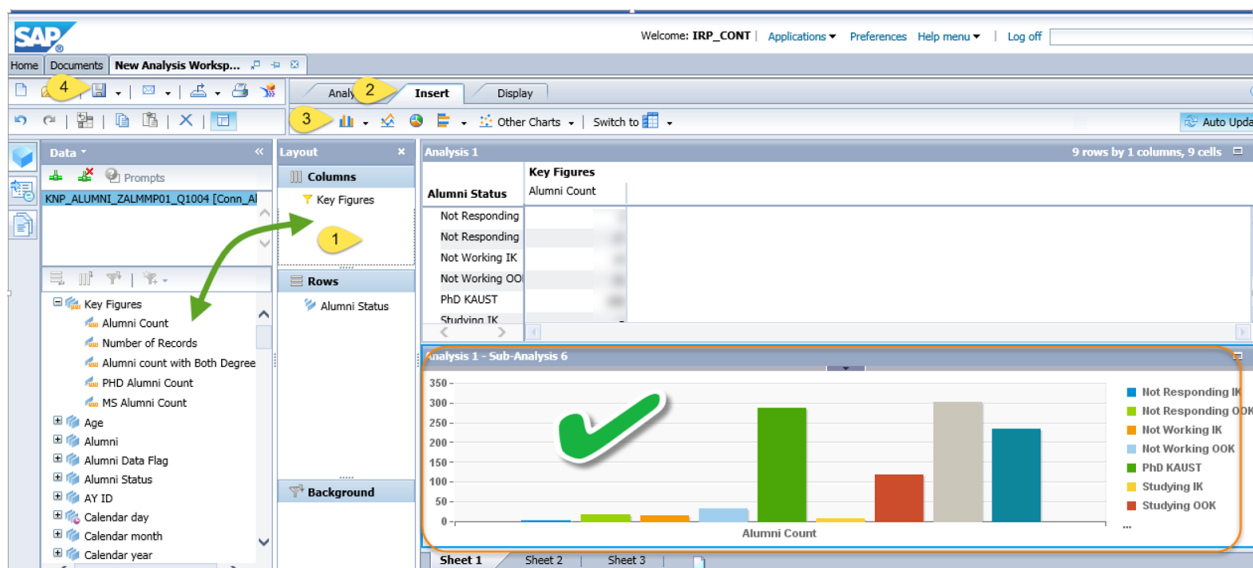 SAP
Welcome: IRP_CONT | Applications Preferences Help menu | Log off
Home Documents New Analysis Worksp...
4
2 Insert Display
3 Other Charts | Switch to Auto Upda
Data
Layout
Analysis 1 9 rows by 1 columns, 9 cells
Prompts
KNP_ALUMNI_ZALMMP01_Q1004 [Conn_Al
Columns
Key Figures
1
Rows
Alumni Status
Background
Key Figures
Alumni Status Alumni Count
Not Responding
Not Responding
Not Working IK
Not Working OO
PhD KAUST
Studying IK
Key Figures
Alumni Count
Number of Records
Alumni count with Both Degree
PHD Alumni Count
MS Alumni Count
Age
Alumni
Alumni Data Flag
Alumni Status
AY ID
Calendar day
Calendar month
Calendar year
Analysis 1 - Sub-Analysis 6
350
300
250
200
150
100
50
0
Alumni Count
Not Responding IK
Not Responding OOK
Not Working IK
Not Working OOK
PhD KAUST
Studying IK
Studying OOK
...
Sheet 1 Sheet 2 Sheet 3